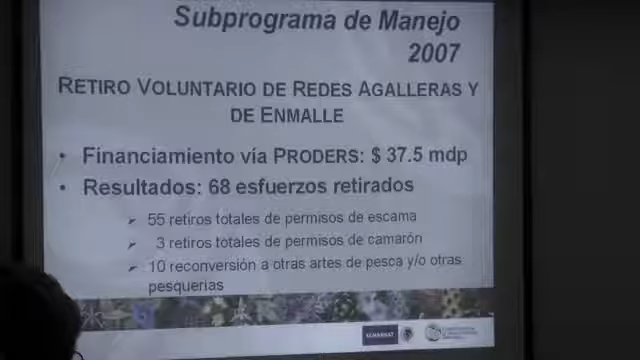 Subprograma de Manejo
2007
RETIRO VOLUNTARIO DE REDES AGALLERAS Y
DE ENMALLE
• Financiamiento vía PRODERS: $ 37.5 mdp
• Resultados: 68 esfuerzos retirados
➢ 55 retiros totales de permisos de escama
➢ 3 retiros totales de permisos de camarón
➢ 10 reconversión a otras artes de pesca y/o otras
pesquerias
SEMARNAT